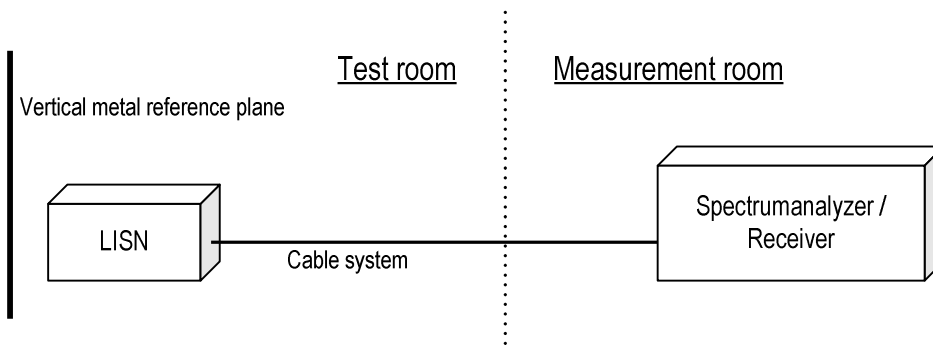 Test room
Measurement room
Vertical metal reference plane
LISN
Cable system
Spectrumanalyzer /
Receiver